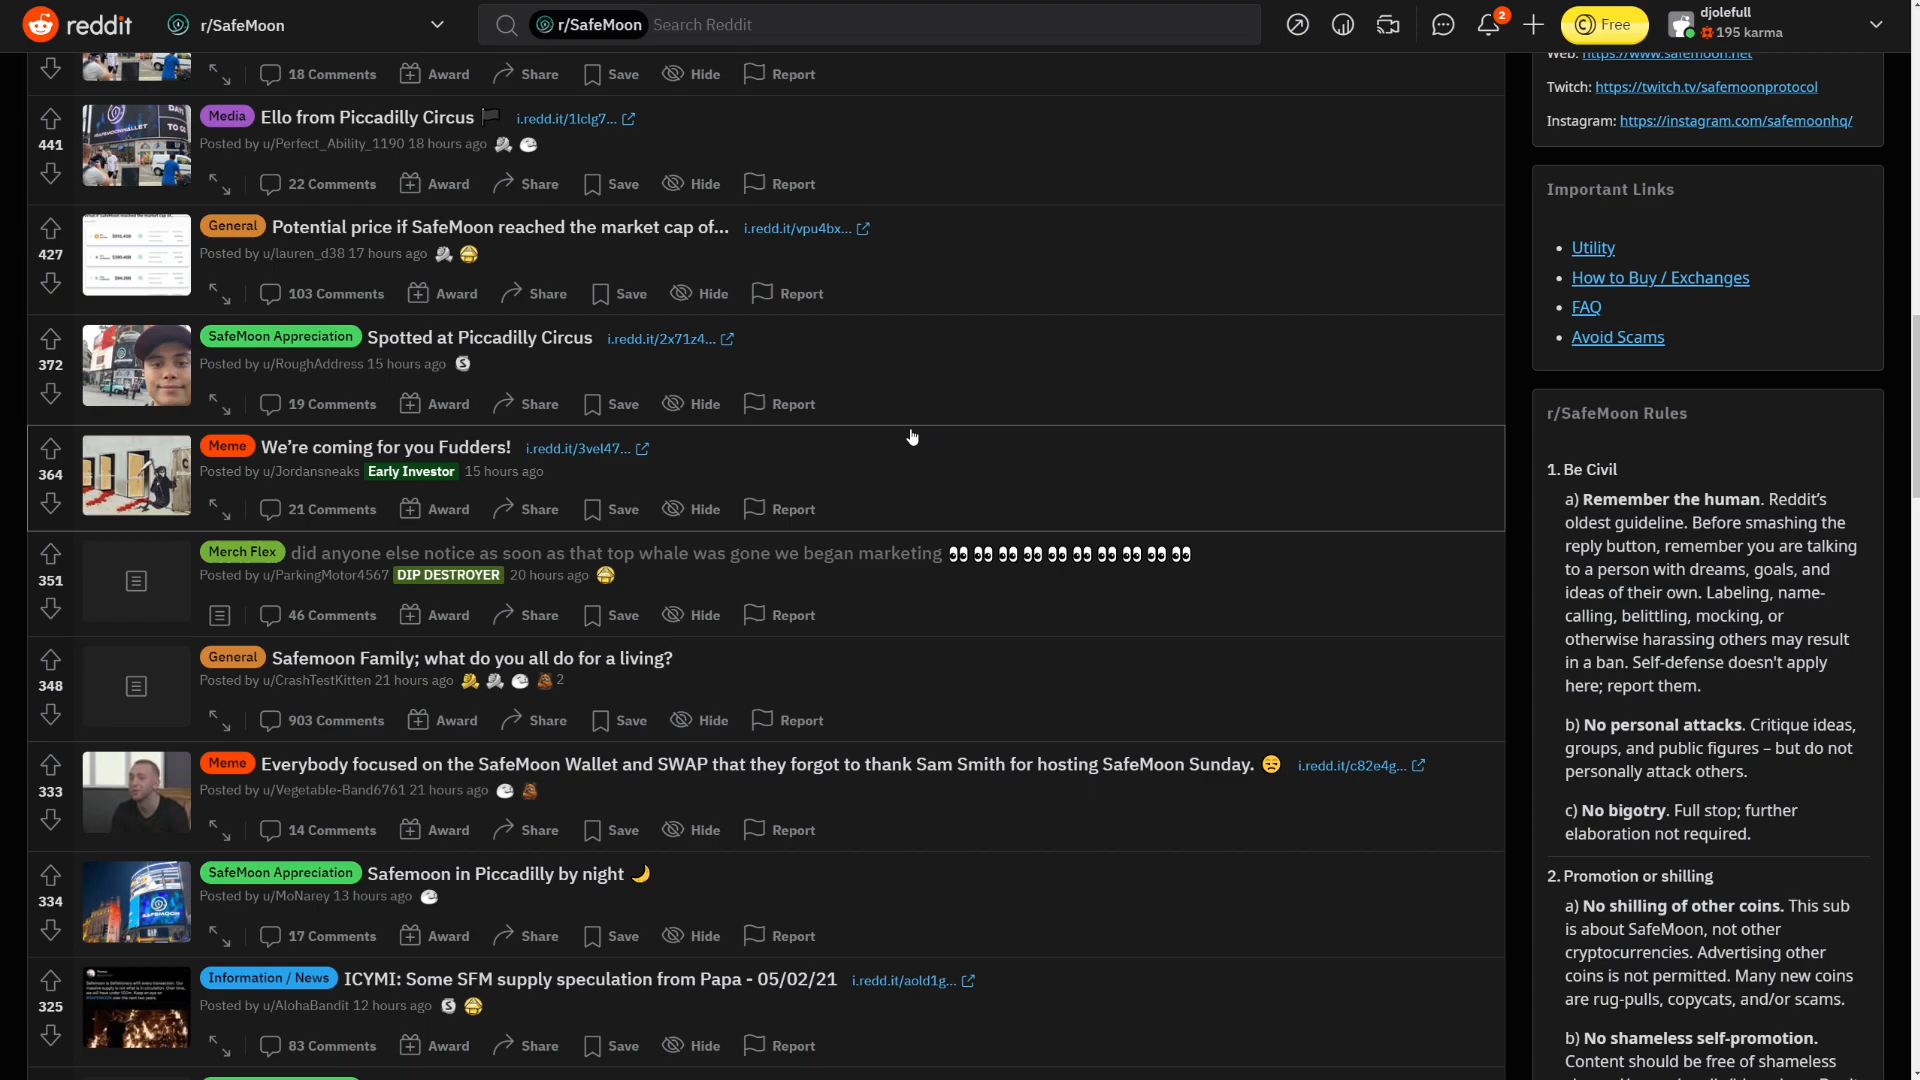 reddit
r/SafeMoon
r/SafeMoon Search Reddit
2
Free
djolefull
195 karma
18 Comments Award Share Save Hide Report
441
Media Ello from Piccadilly Circus 🏴 i.redd.it/1lclg7...
Posted by u/Perfect_Ability_1190 18 hours ago
22 Comments Award Share Save Hide Report
427
General Potential price if SafeMoon reached the market cap of... i.redd.it/vpu4bx...
Posted by u/lauren_d38 17 hours ago
103 Comments Award Share Save Hide Report
372
SafeMoon Appreciation Spotted at Piccadilly Circus i.redd.it/2x71z4...
Posted by u/RoughAddress 15 hours ago
19 Comments Award Share Save Hide Report
364
Meme We’re coming for you Fudders! i.redd.it/3vel47...
Posted by u/Jordansneaks Early Investor 15 hours ago
21 Comments Award Share Save Hide Report
351
Merch Flex did anyone else notice as soon as that top whale was gone we began marketing 👀👀👀👀👀👀👀👀👀👀
Posted by u/ParkingMotor4567 DIP DESTROYER 20 hours ago
46 Comments Award Share Save Hide Report
348
General Safemoon Family; what do you all do for a living?
Posted by u/CrashTestKitten 21 hours ago 2
903 Comments Award Share Save Hide Report
333
Meme Everybody focused on the SafeMoon Wallet and SWAP that they forgot to thank Sam Smith for hosting SafeMoon Sunday. 😒 i.redd.it/c82e4g...
Posted by u/Vegetable-Band6761 21 hours ago
14 Comments Award Share Save Hide Report
334
SafeMoon Appreciation Safemoon in Piccadilly by night 🌙
Posted by u/MoNarey 13 hours ago
SAFEMOON
17 Comments Award Share Save Hide Report
325
Information / News ICYMI: Some SFM supply speculation from Papa - 05/02/21 i.redd.it/aold1g...
Posted by u/AlohaBandit 12 hours ago
83 Comments Award Share Save Hide Report
Web: https://www.safemoon.net
Twitch: https://twitch.tv/safemoonprotocol
Instagram: https://instagram.com/safemoonhq/
Important Links
• Utility
• How to Buy / Exchanges
• FAQ
• Avoid Scams
r/SafeMoon Rules
1. Be Civil
a) Remember the human. Reddit’s
oldest guideline. Before smashing the
reply button, remember you are talking
to a person with dreams, goals, and
ideas of their own. Labeling, name-
calling, belittling, mocking, or
otherwise harassing others may result
in a ban. Self-defense doesn't apply
here; report them.
b) No personal attacks. Critique ideas,
groups, and public figures – but do not
personally attack others.
c) No bigotry. Full stop; further
elaboration not required.
2. Promotion or shilling
a) No shilling of other coins. This sub
is about SafeMoon, not other
cryptocurrencies. Advertising other
coins is not permitted. Many new coins
are rug-pulls, copycats, and/or scams.
b) No shameless self-promotion.
Content should be free of shameless